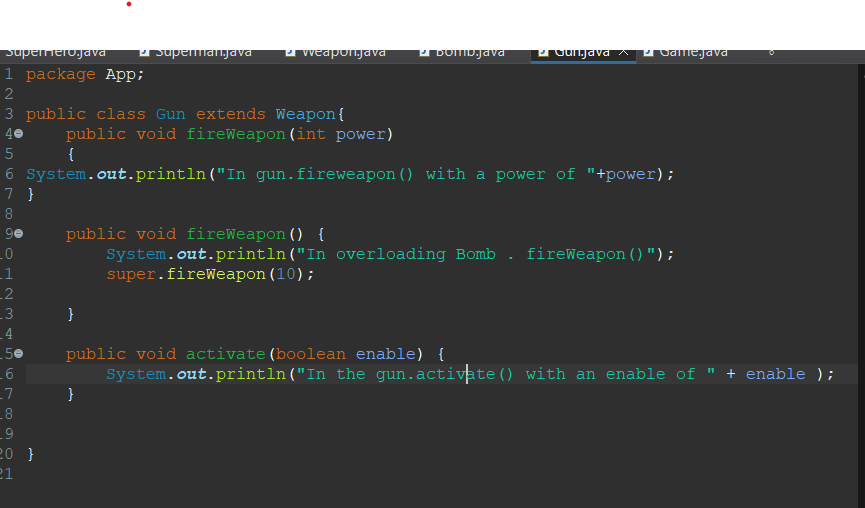 SuperHero.java Superman.java Weapon.java Bomb.java Gun.java Game.java
1 package App;
2
3 public class Gun extends Weapon{
4 public void fireWeapon(int power)
5 {
6 System.out.println("In gun.fireweapon() with a power of "+power);
7 }
8
9 public void fireWeapon() {
10 System.out.println("In overloading Bomb . fireWeapon()");
11 super.fireWeapon(10);
12
13 }
14
15 public void activate(boolean enable) {
16 System.out.println("In the gun.activate() with an enable of " + enable );
17 }
18
19
20 }
21